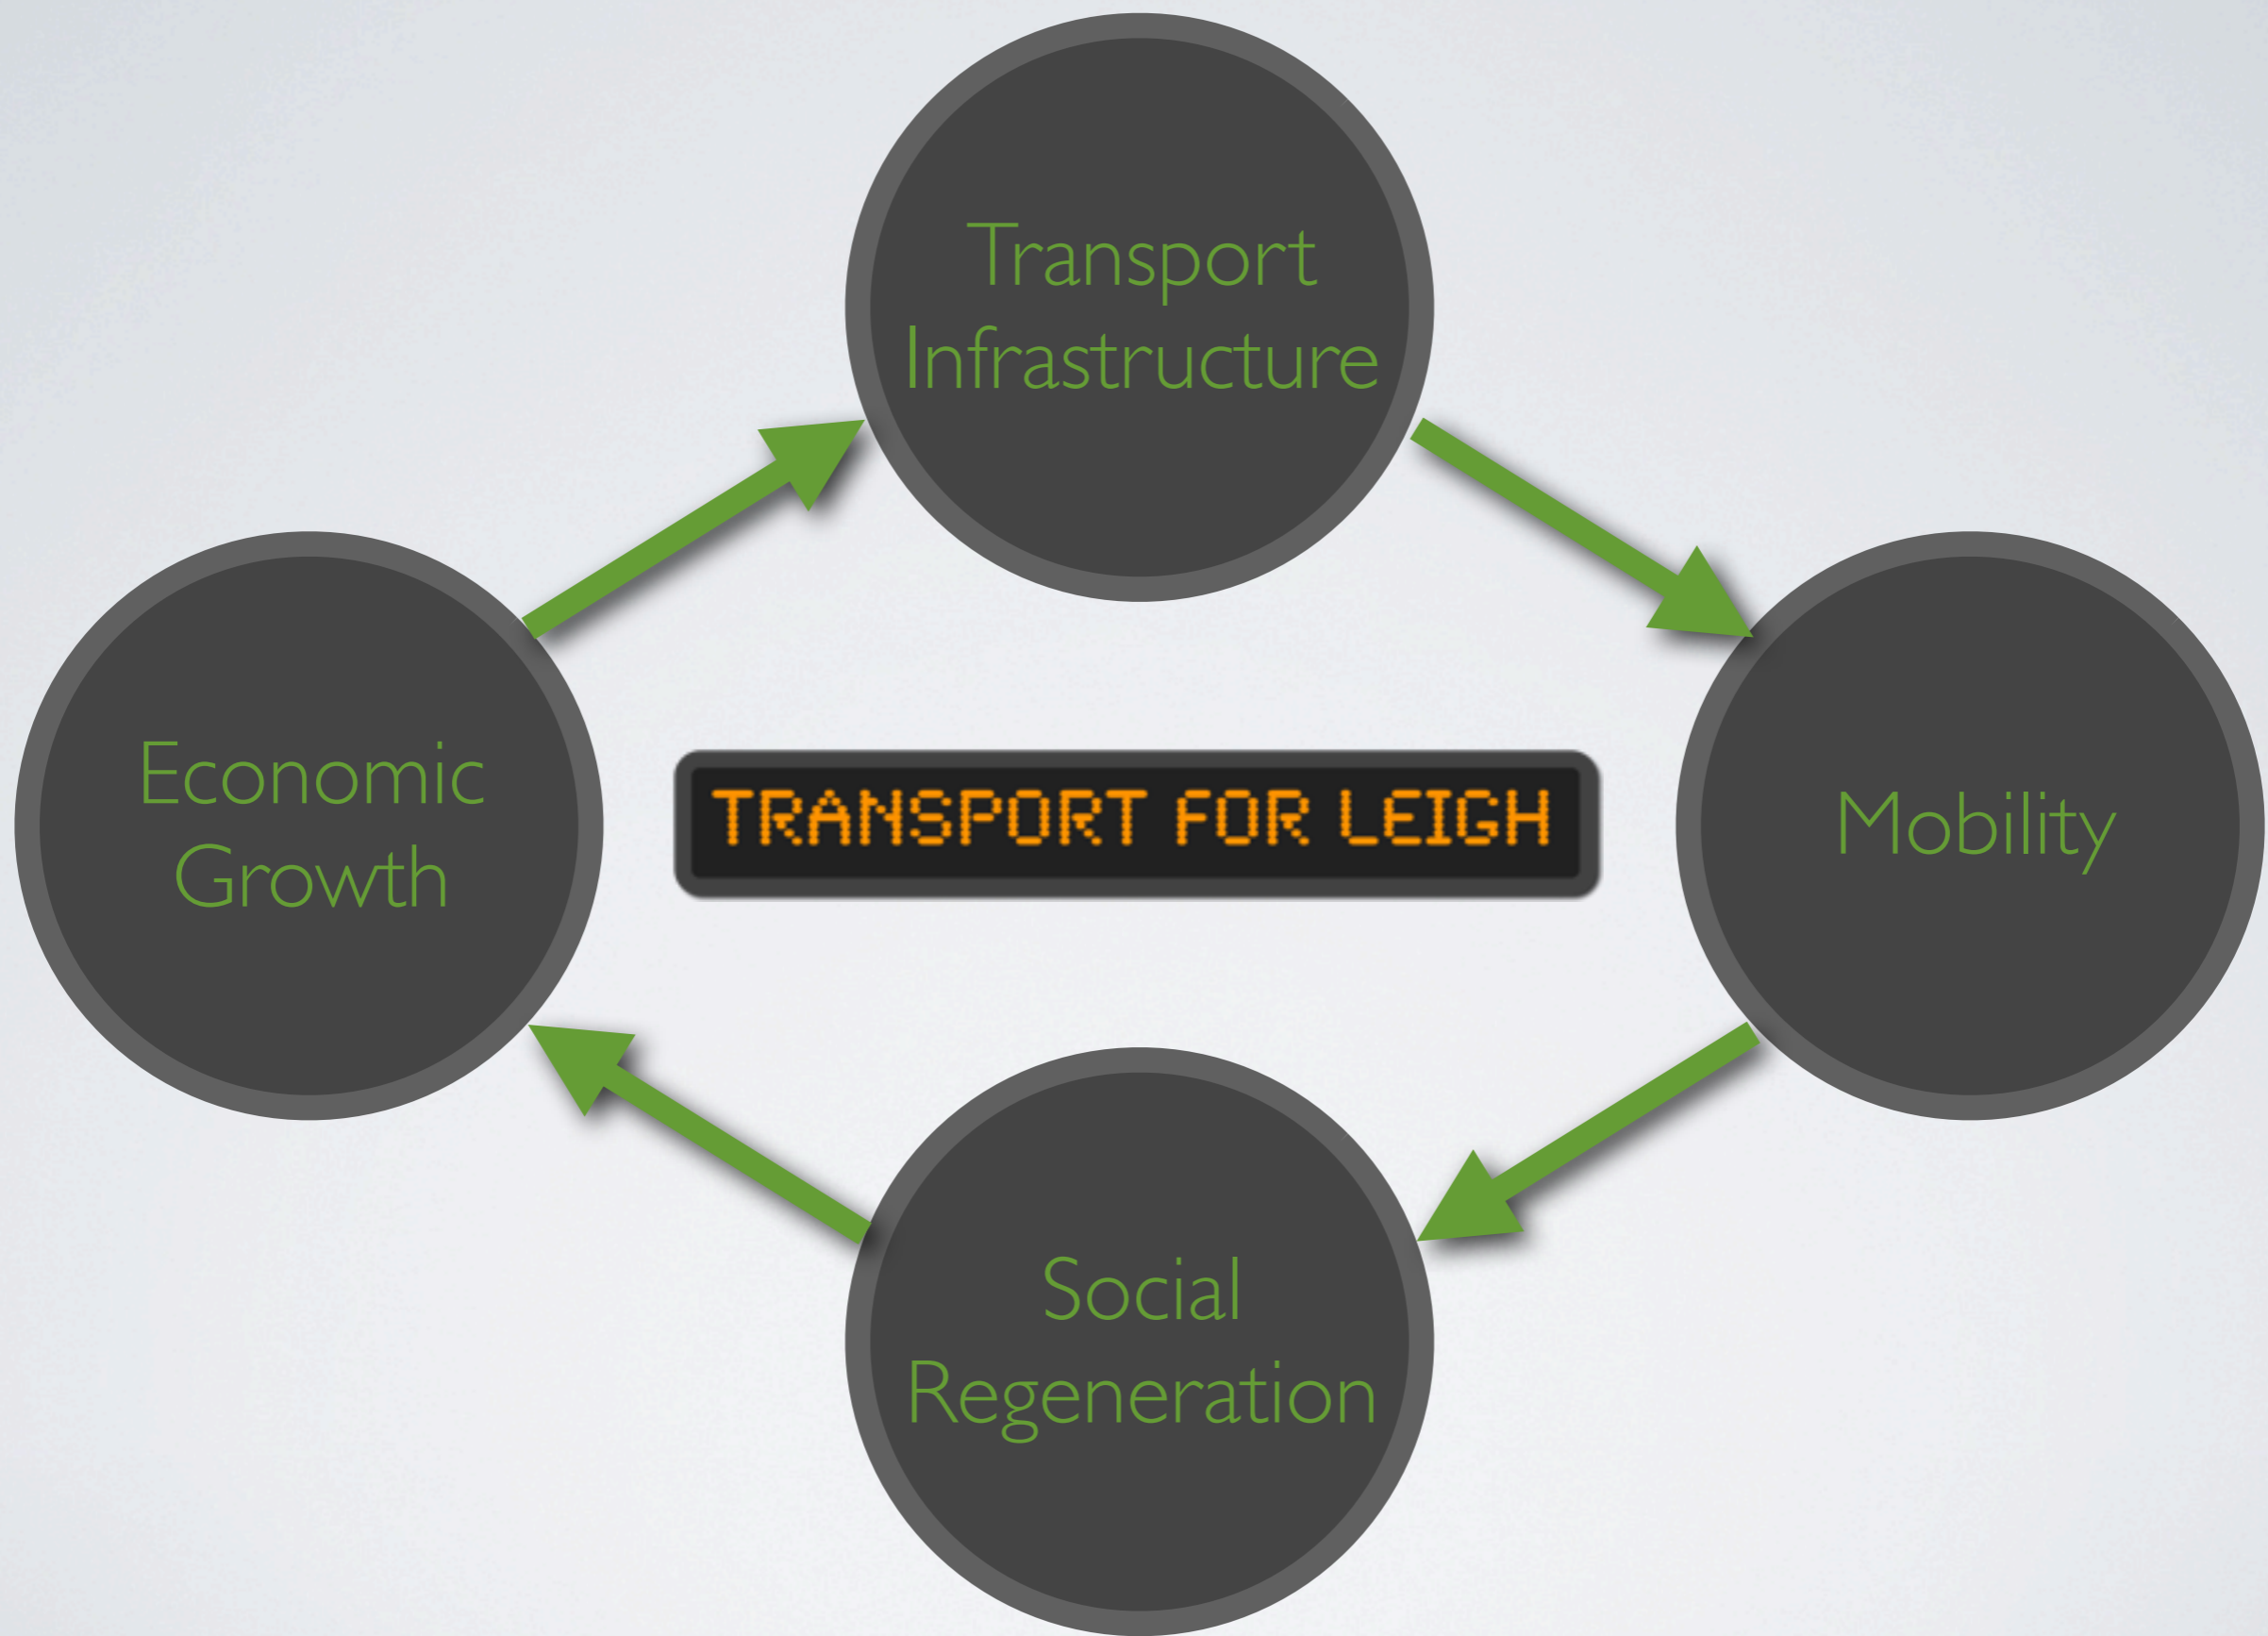 Transport
Infrastructure
Economic
Growth
TRANSPORT FOR LEIGH
Mobility
Social
Regeneration